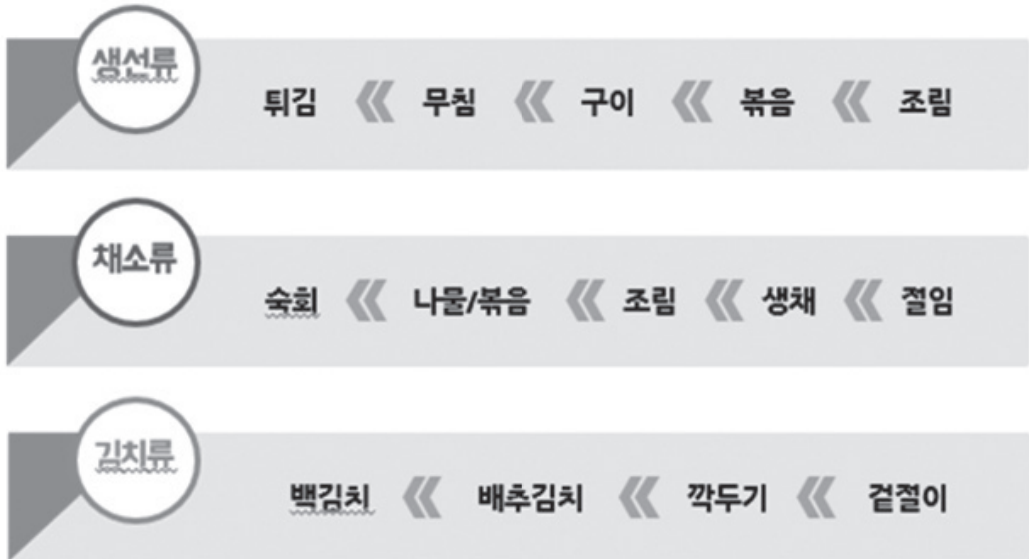 생선류
튀김 《 무침 《 구이 《 볶음 《 조림
채소류
숙회 《 나물/볶음 《 조림 《 생채 《 절임
김치류
백김치 《 배추김치 《 깍두기 《 겉절이